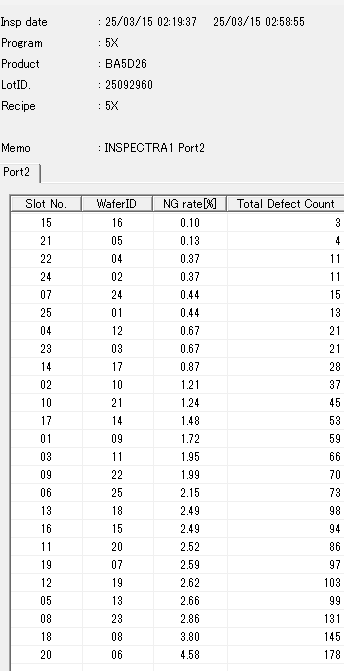 Insp date : 25/03/15 02:19:37 25/03/15 02:58:55
Program : 5X
Product : BA5D26
LotID. : 25092960
Recipe : 5X
Memo : INSPECTRA1 Port2
Port2
Slot No. WaferID NG rate[%] Total Defect Count
15 16 0.10 3
21 05 0.13 4
22 04 0.37 11
24 02 0.37 11
07 24 0.44 15
25 01 0.44 13
04 12 0.67 21
23 03 0.67 21
14 17 0.87 28
02 10 1.21 37
10 21 1.24 45
17 14 1.48 53
01 09 1.72 59
03 11 1.95 66
09 22 1.99 70
06 25 2.15 73
13 18 2.49 98
16 15 2.49 94
11 20 2.52 86
19 07 2.59 97
12 19 2.62 103
05 13 2.66 99
08 23 2.86 131
18 08 3.80 145
20 06 4.58 178